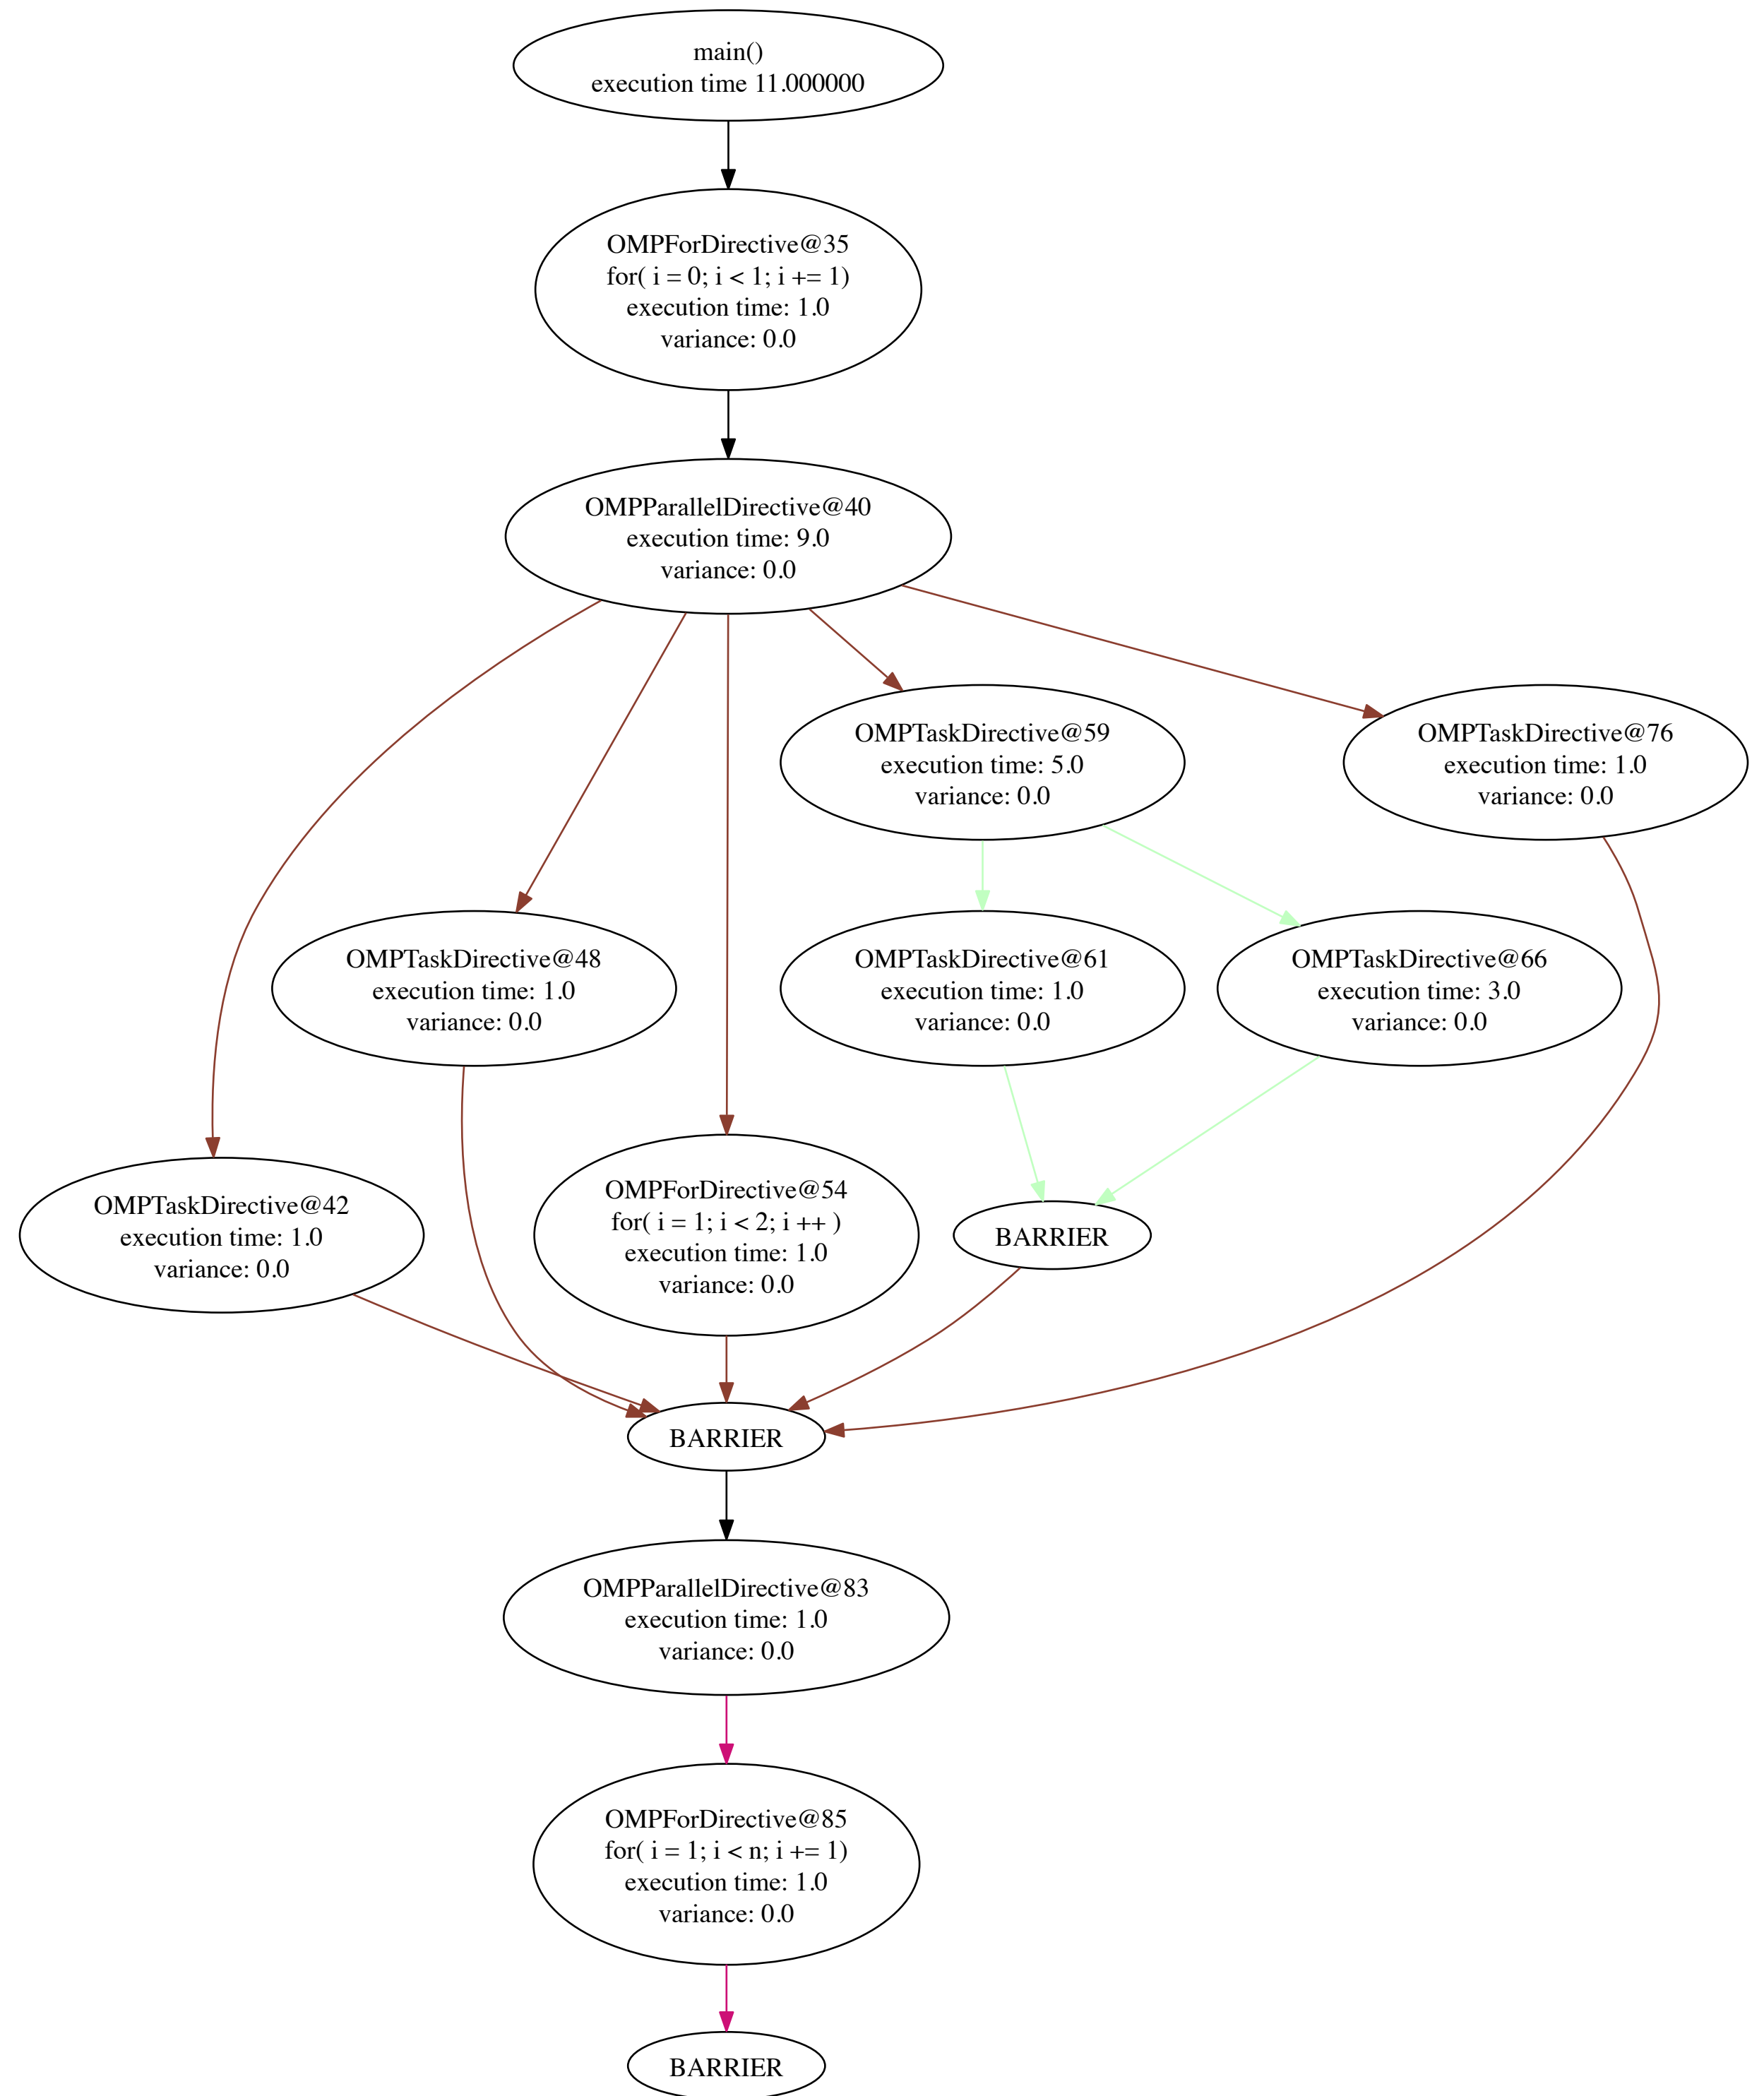 main()
execution time 11.000000
OMPForDirective@35
for( i = 0; i < 1; i += 1)
execution time: 1.0
variance: 0.0
OMPParallelDirective@40
execution time: 9.0
variance: 0.0
OMPTaskDirective@59
execution time: 5.0
variance: 0.0
OMPTaskDirective@76
execution time: 1.0
variance: 0.0
OMPTaskDirective@48
execution time: 1.0
variance: 0.0
OMPTaskDirective@61
execution time: 1.0
variance: 0.0
OMPTaskDirective@66
execution time: 3.0
variance: 0.0
OMPTaskDirective@42
execution time: 1.0
variance: 0.0
OMPForDirective@54
for( i = 1; i < 2; i ++ )
execution time: 1.0
variance: 0.0
BARRIER
BARRIER
OMPParallelDirective@83
execution time: 1.0
variance: 0.0
OMPForDirective@85
for( i = 1; i < n; i += 1)
execution time: 1.0
variance: 0.0
BARRIER